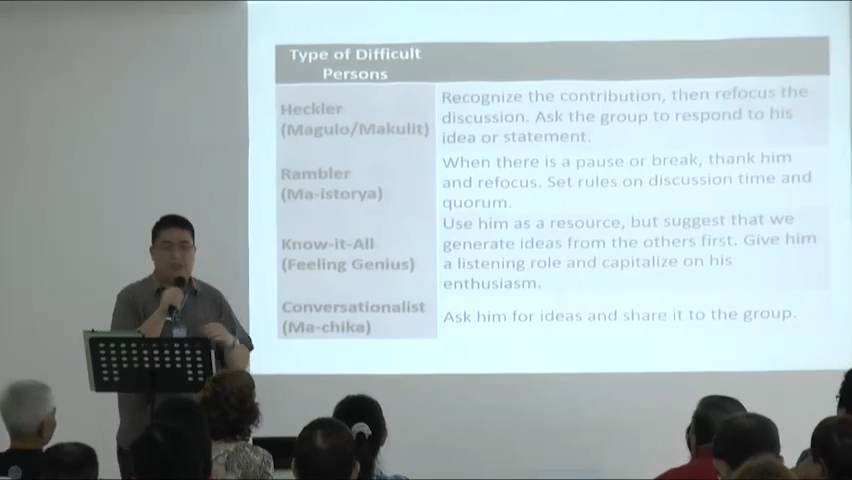 Type of Difficult
Persons
Heckler
(Magulo/Makulit)
Recognize the contribution, then refocus the
discussion. Ask the group to respond to his
idea or statement.
Rambler
(Ma-istorya)
When there is a pause or break, thank him
and refocus. Set rules on discussion time and
quorum.
Know-it-All
(Feeling Genius)
Use him as a resource, but suggest that we
generate ideas from the others first. Give him
a listening role and capitalize on his
enthusiasm.
Conversationalist
(Ma-chika)
Ask him for ideas and share it to the group.